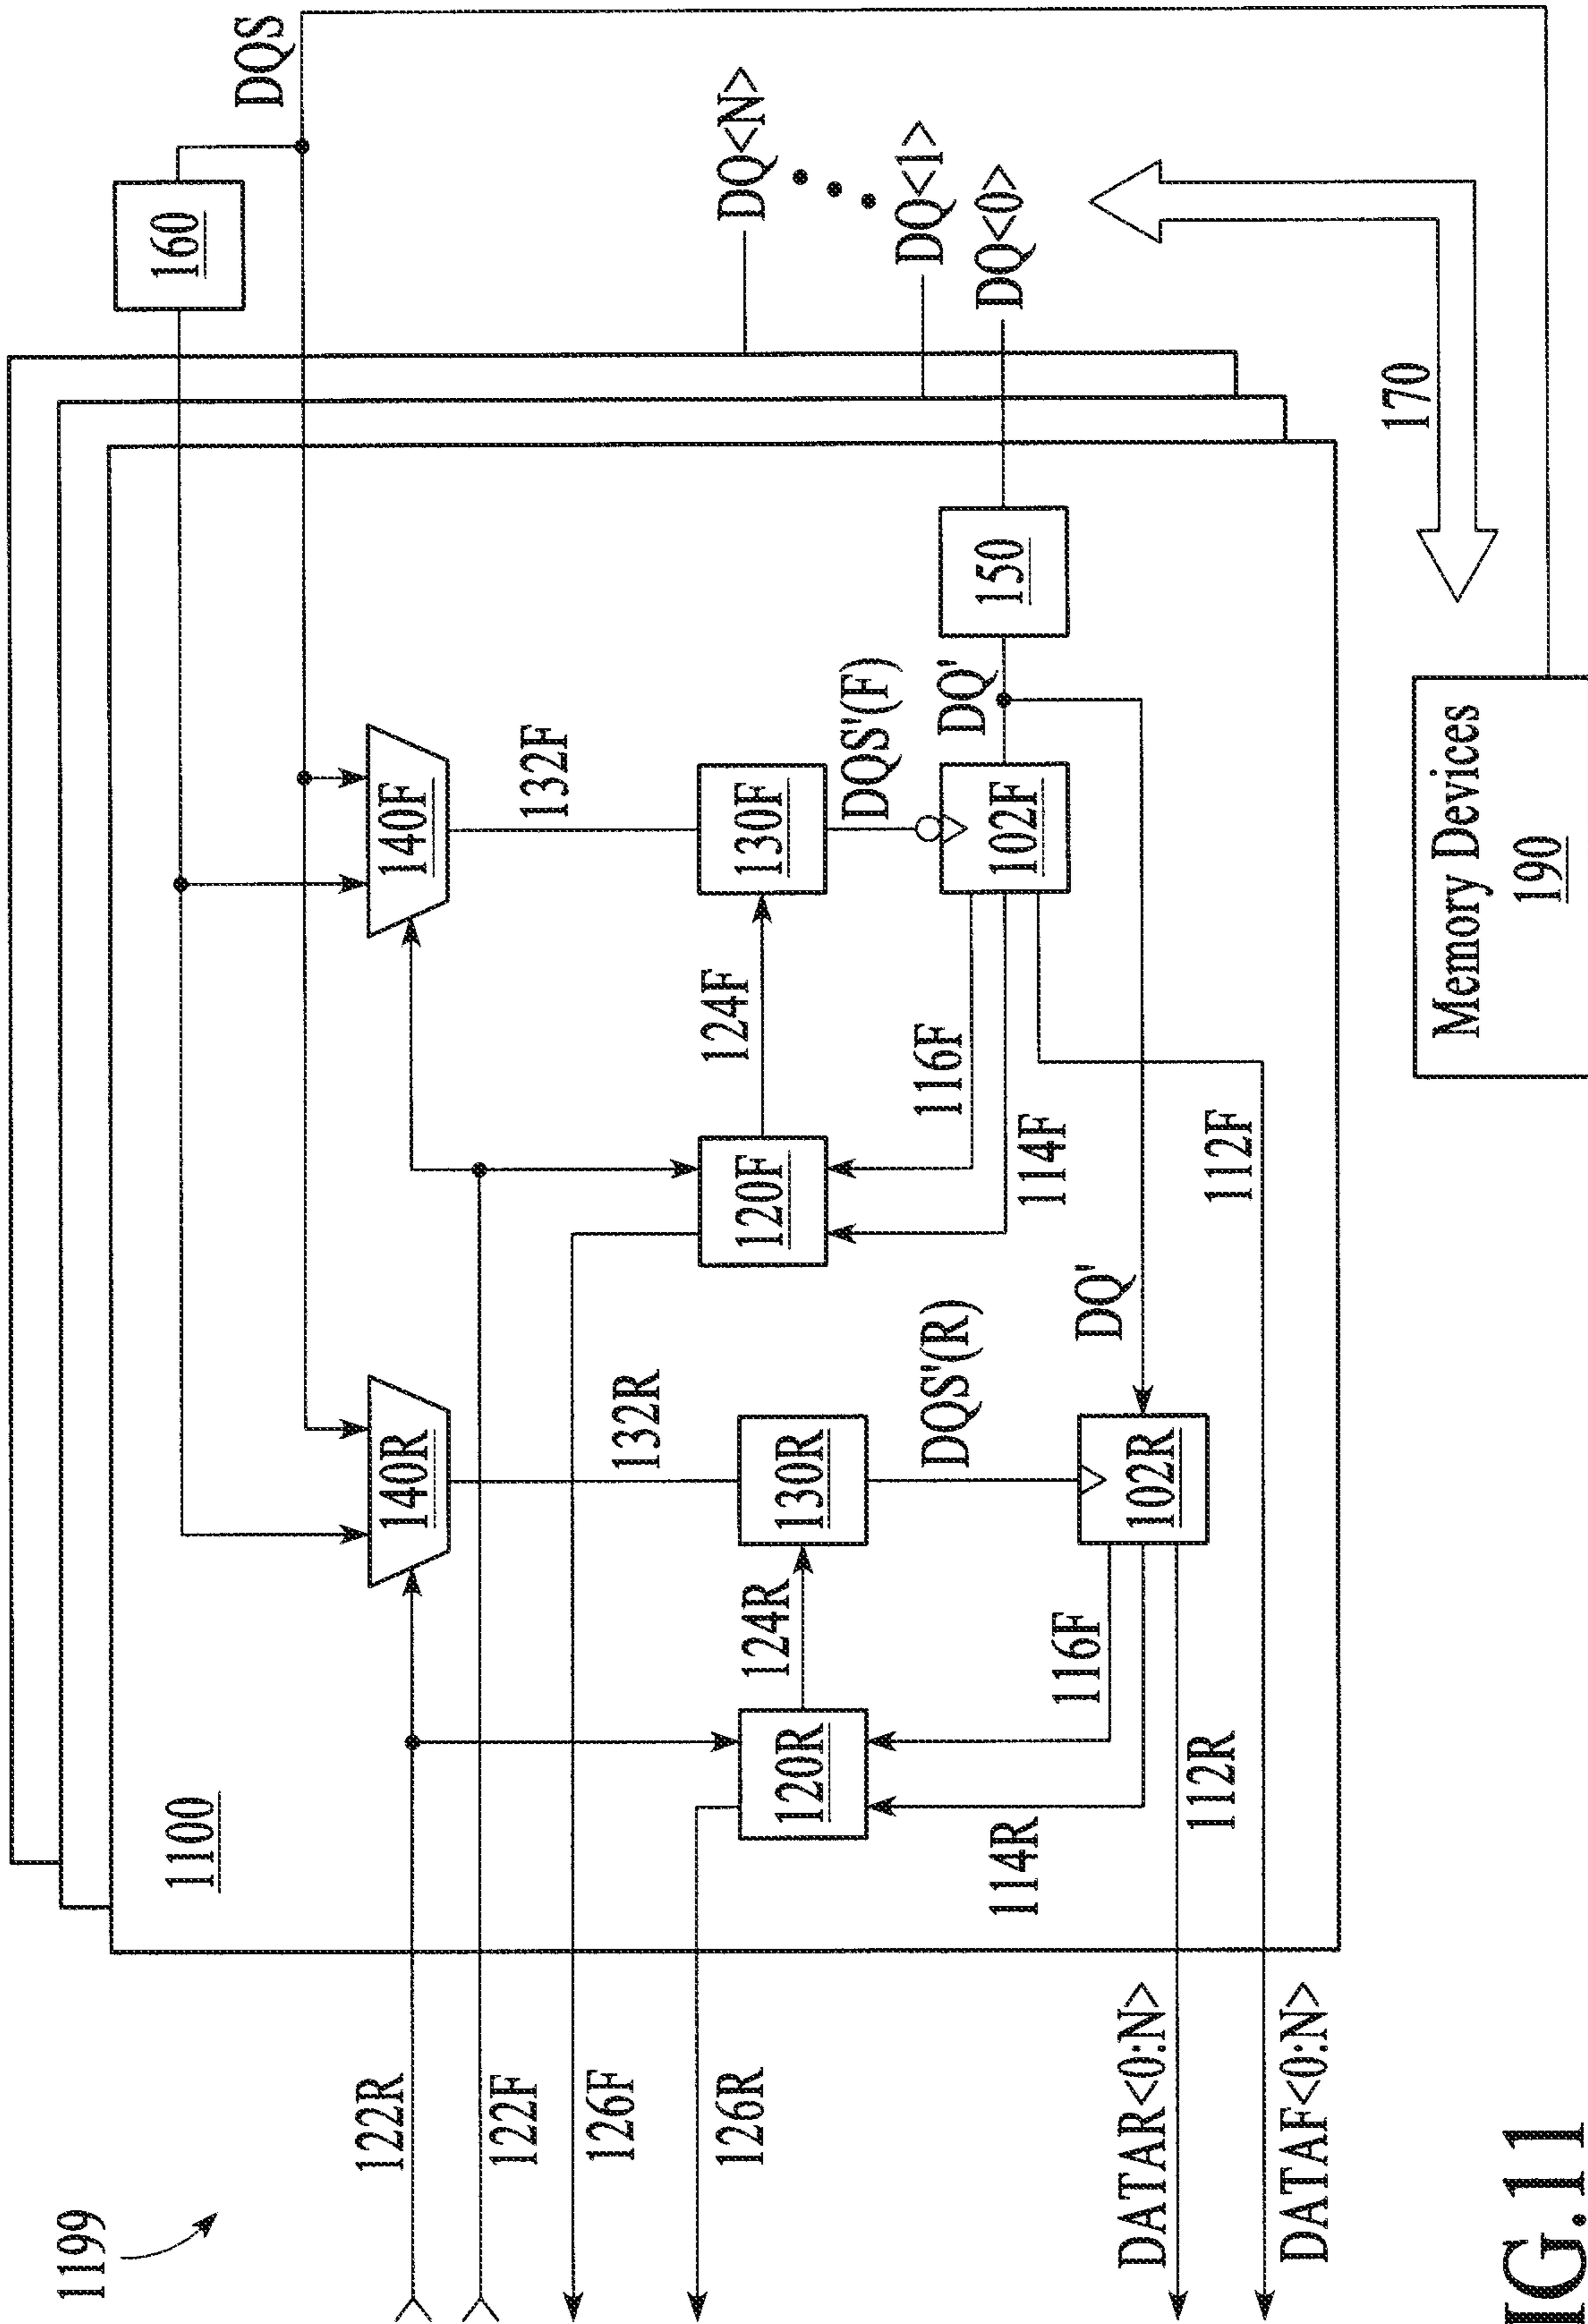 1199
1100
160
DQS
122R
122F
126F
126R
140R
140F
132R
132F
120R
124R
130R
120F
124F
130F
DQS'(R)
DQS'(F)
116F
114R
102R
112R
116F
114F
102F
112F
DQ'
DQ'
150
DQ<N>
DQ<1>
DQ<0>
DATAR<0:N>
DATAF<0:N>
170
Memory Devices
190
IG. 11